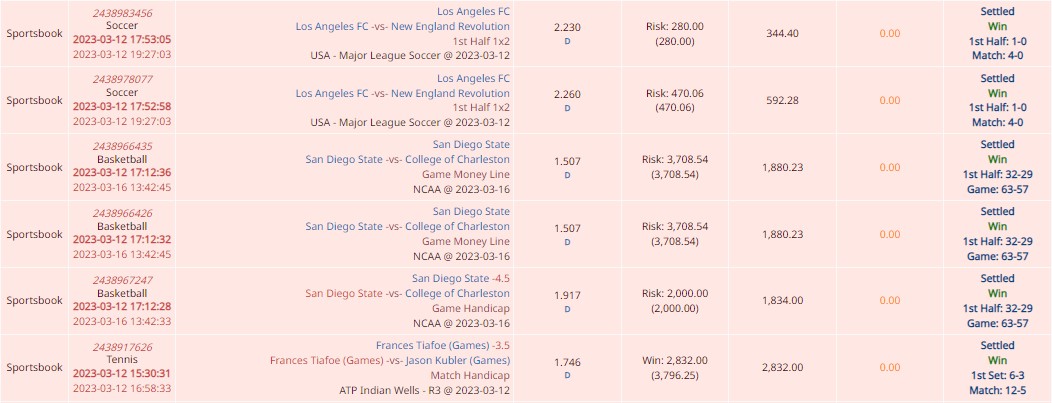 Sportsbook
2438983456
Soccer
2023-03-12 17:53:05
2023-03-12 19:27:03
Los Angeles FC
Los Angeles FC -vs- New England Revolution
1st Half 1x2
USA - Major League Soccer @ 2023-03-12
2.230
D
Risk: 280.00
(280.00)
344.40
0.00
Settled
Win
1st Half: 1-0
Match: 4-0
Sportsbook
2438978077
Soccer
2023-03-12 17:52:58
2023-03-12 19:27:03
Los Angeles FC
Los Angeles FC -vs- New England Revolution
1st Half 1x2
USA - Major League Soccer @ 2023-03-12
2.260
D
Risk: 470.06
(470.06)
592.28
0.00
Settled
Win
1st Half: 1-0
Match: 4-0
Sportsbook
2438966435
Basketball
2023-03-12 17:12:36
2023-03-16 13:42:45
San Diego State
San Diego State -vs- College of Charleston
Game Money Line
NCAA @ 2023-03-16
1.507
D
Risk: 3,708.54
(3,708.54)
1,880.23
0.00
Settled
Win
1st Half: 32-29
Game: 63-57
Sportsbook
2438966426
Basketball
2023-03-12 17:12:32
2023-03-16 13:42:45
San Diego State
San Diego State -vs- College of Charleston
Game Money Line
NCAA @ 2023-03-16
1.507
D
Risk: 3,708.54
(3,708.54)
1,880.23
0.00
Settled
Win
1st Half: 32-29
Game: 63-57
Sportsbook
2438967247
Basketball
2023-03-12 17:12:28
2023-03-16 13:42:33
San Diego State -4.5
San Diego State -vs- College of Charleston
Game Handicap
NCAA @ 2023-03-16
1.917
D
Risk: 2,000.00
(2,000.00)
1,834.00
0.00
Settled
Win
1st Half: 32-29
Game: 63-57
Sportsbook
2438917626
Tennis
2023-03-12 15:30:31
2023-03-12 16:58:33
Frances Tiafoe (Games) -3.5
Frances Tiafoe (Games) -vs- Jason Kubler (Games)
Match Handicap
ATP Indian Wells - R3 @ 2023-03-12
1.746
D
Win: 2,832.00
(3,796.25)
2,832.00
0.00
Settled
Win
1st Set: 6-3
Match: 12-5